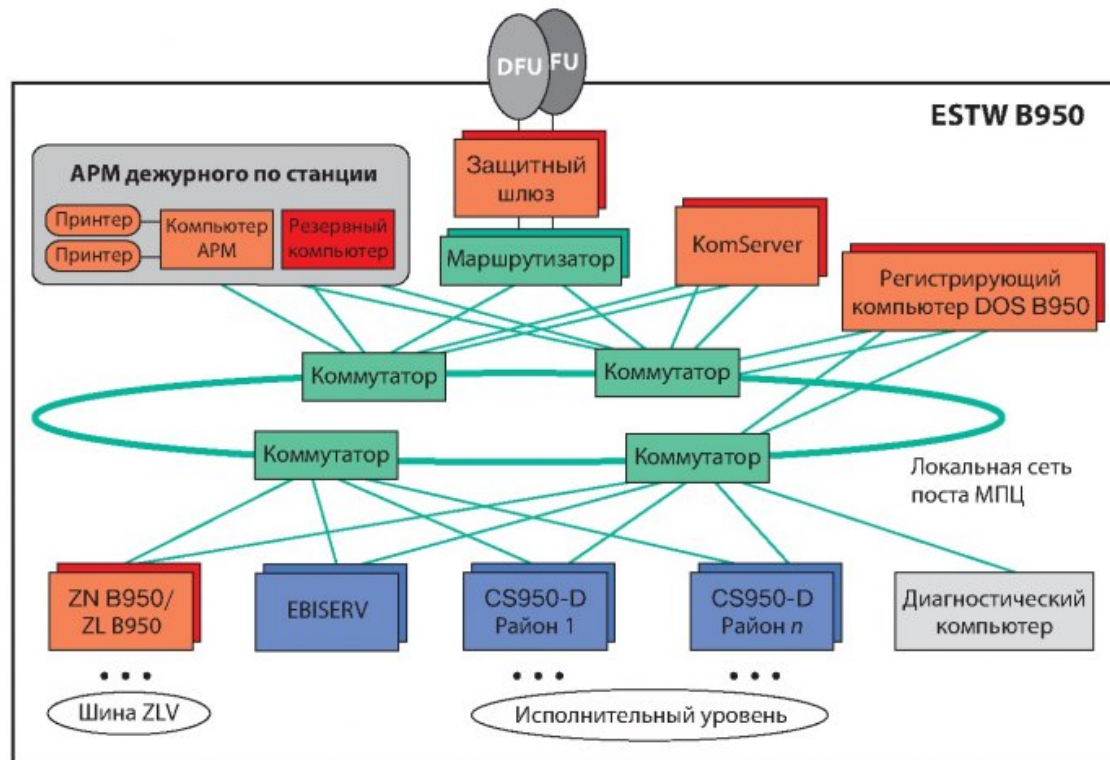 DFU
FU
ESTW B950
АРМ дежурного по станции
Принтер
Принтер
Компьютер
АРМ
Резервный
компьютер
Защитный
шлюз
Маршрутизатор
KomServer
Регистрирующий
компьютер DOS B950
Коммутатор
Коммутатор
Коммутатор
Коммутатор
Локальная сеть
поста МПЦ
ZN B950/
ZL B950
EBISERV
CS950-D
Район 1
CS950-D
Район n
Диагностический
компьютер
• • •
• • •
• • •
Шина ZLV
Исполнительный уровень